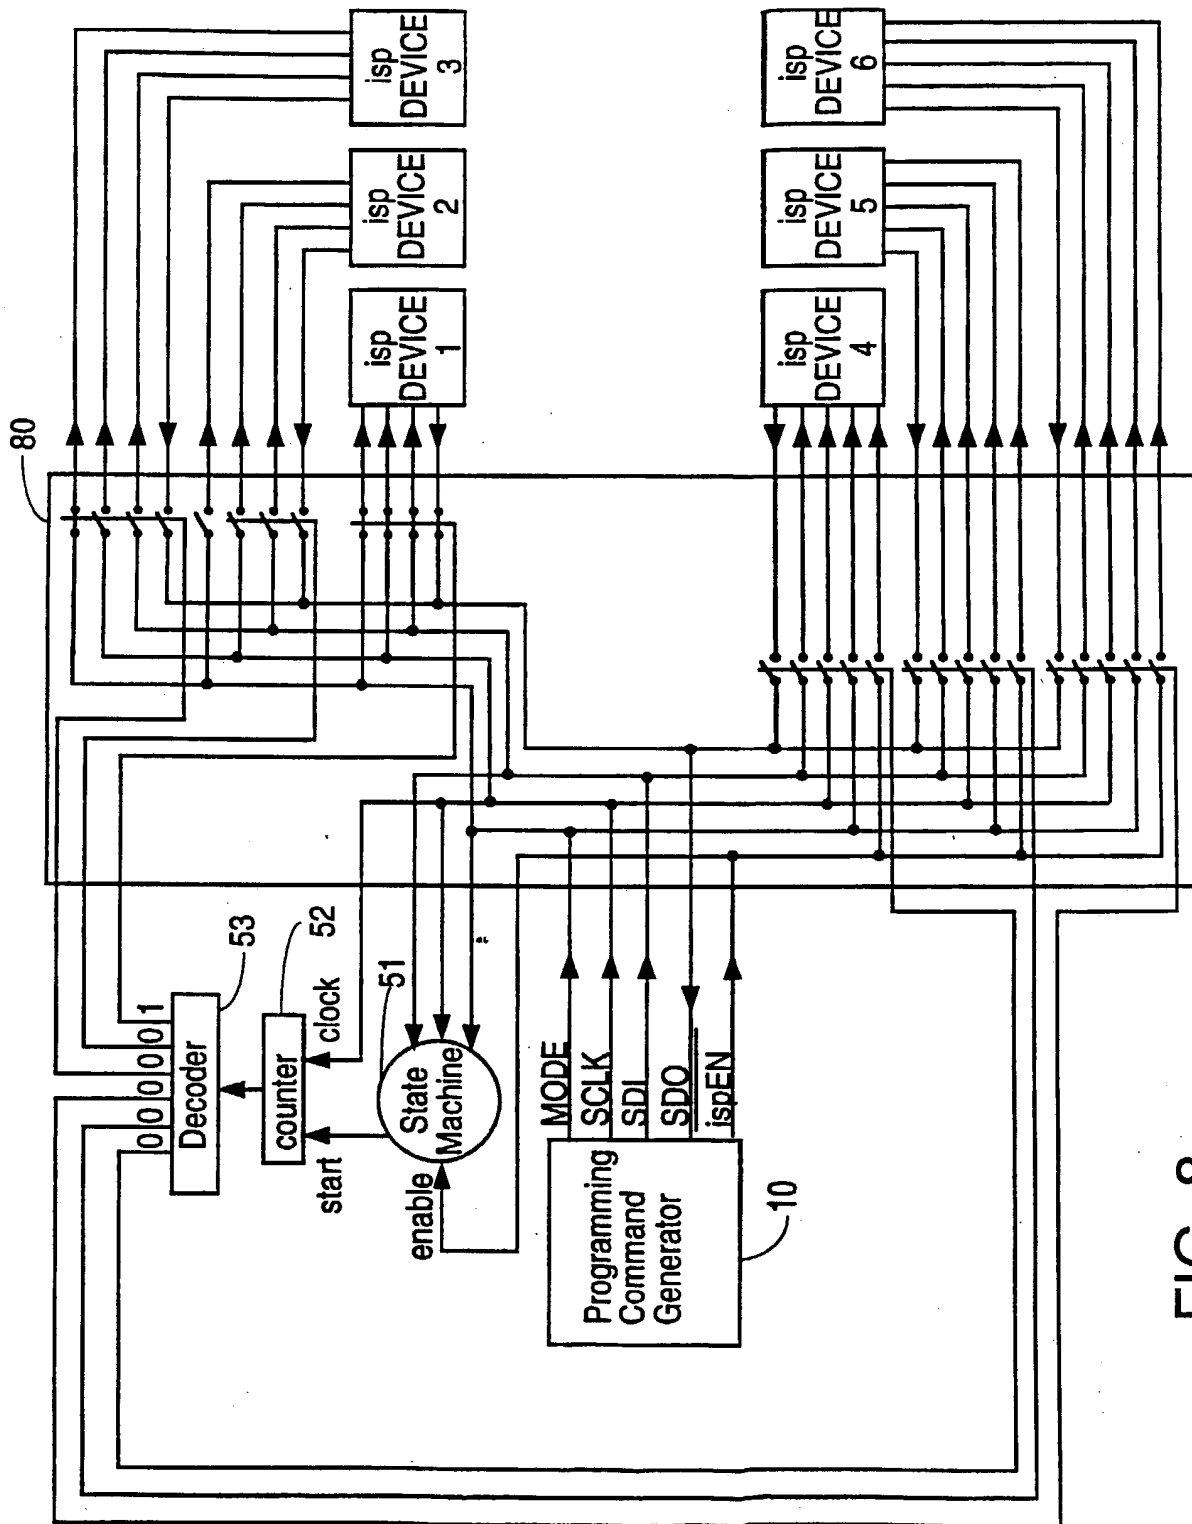 isp
DEVICE
3
isp
DEVICE
6
isp
DEVICE
2
isp
DEVICE
5
isp
DEVICE
1
isp
DEVICE
4
80
53
52
51
0 0 0 0 0 1
Decoder
counter
clock
start
State
Machine
enable
MODE
SCLK
SDI
SDO
ispEN
Programming
Command
Generator
10